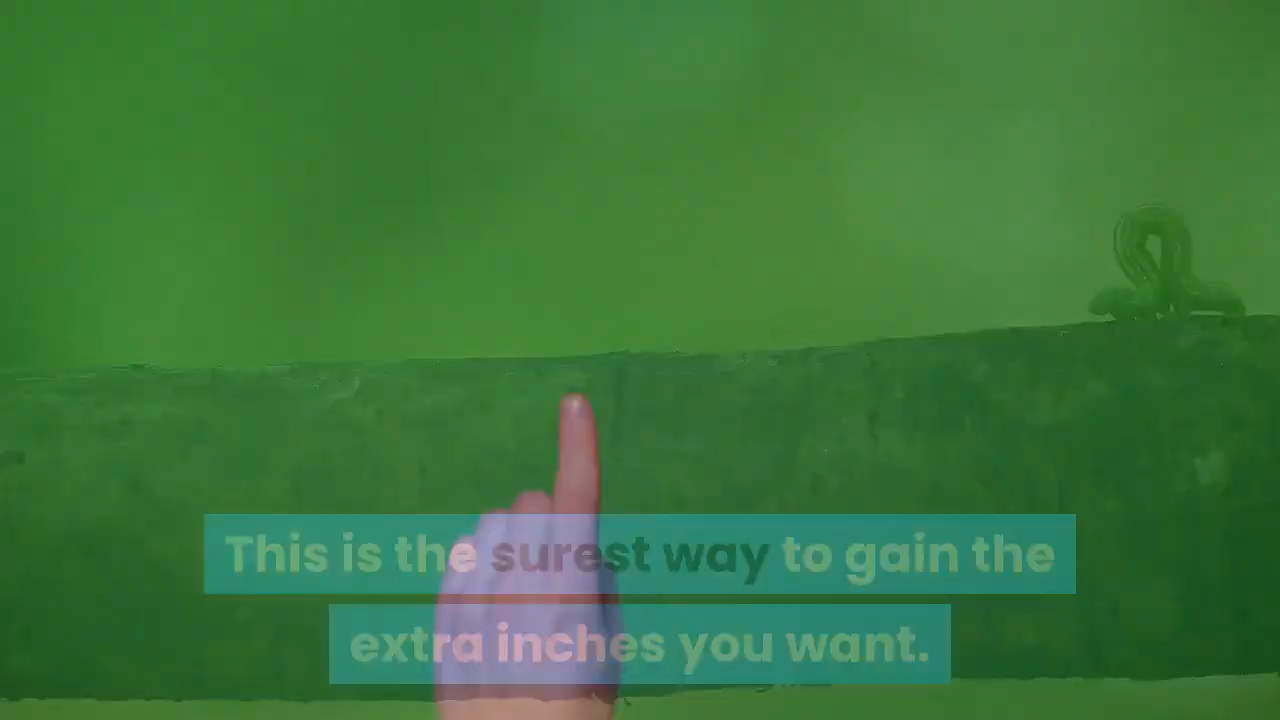 This is the surest way to gain the
extra inches you want.